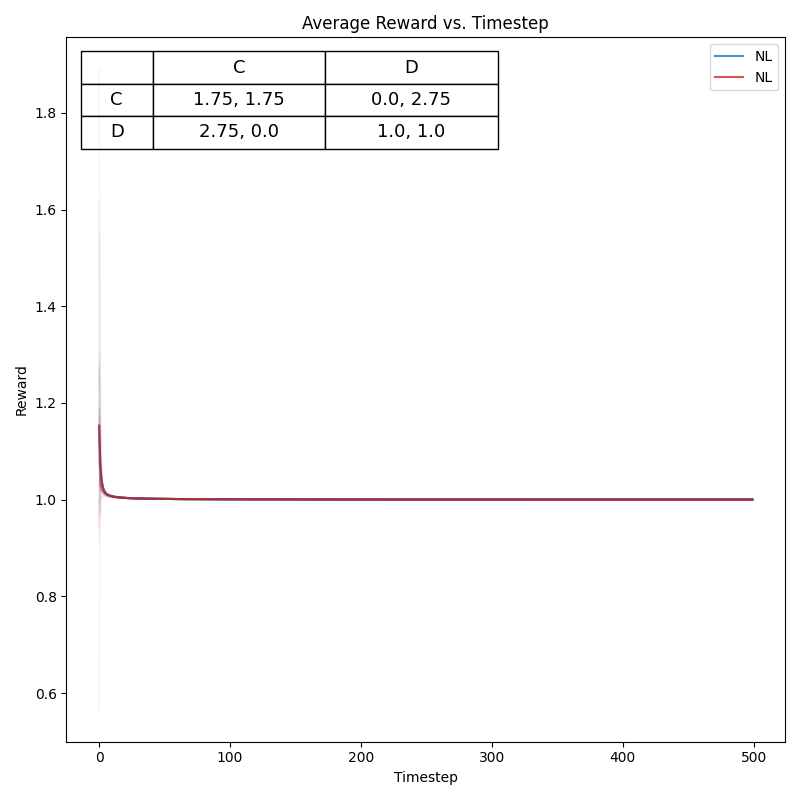 Average Reward vs. Timestep
C D
C 1.75, 1.75 0.0, 2.75
D 2.75, 0.0 1.0, 1.0
NL
NL
1.8
1.6
1.4
1.2
1.0
0.8
0.6
Reward
0 100 200 300 400 500
Timestep